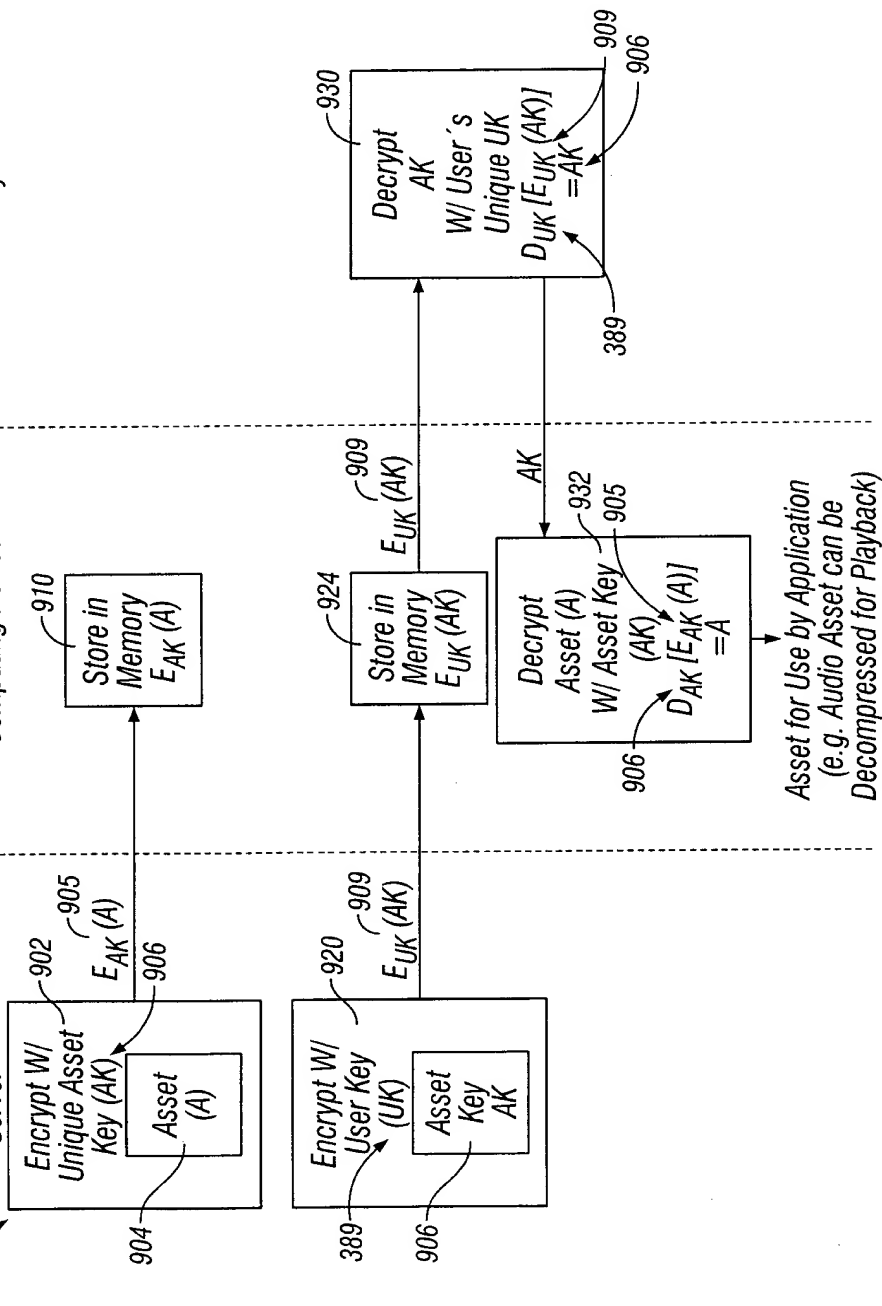 902
Encrypt W/
Unique Asset
Key (AK)
906
Asset
(A)
904
905
E_AK (A)
910
Store in
Memory
E_AK (A)
920
Encrypt W/
User Key
(UK)
389
Asset
Key
AK
906
909
E_UK (AK)
924
Store in
Memory
E_UK (AK)
909
E_UK (AK)
930
Decrypt
AK
W/ User's
Unique UK
D_UK [E_UK (AK)]
=AK
389
909
906
AK
932
905
Decrypt
Asset (A)
W/ Asset Key
(AK)
D_AK [E_AK (A)]
=A
906
Asset for Use by Application
(e.g. Audio Asset can be
Decompressed for Playback)